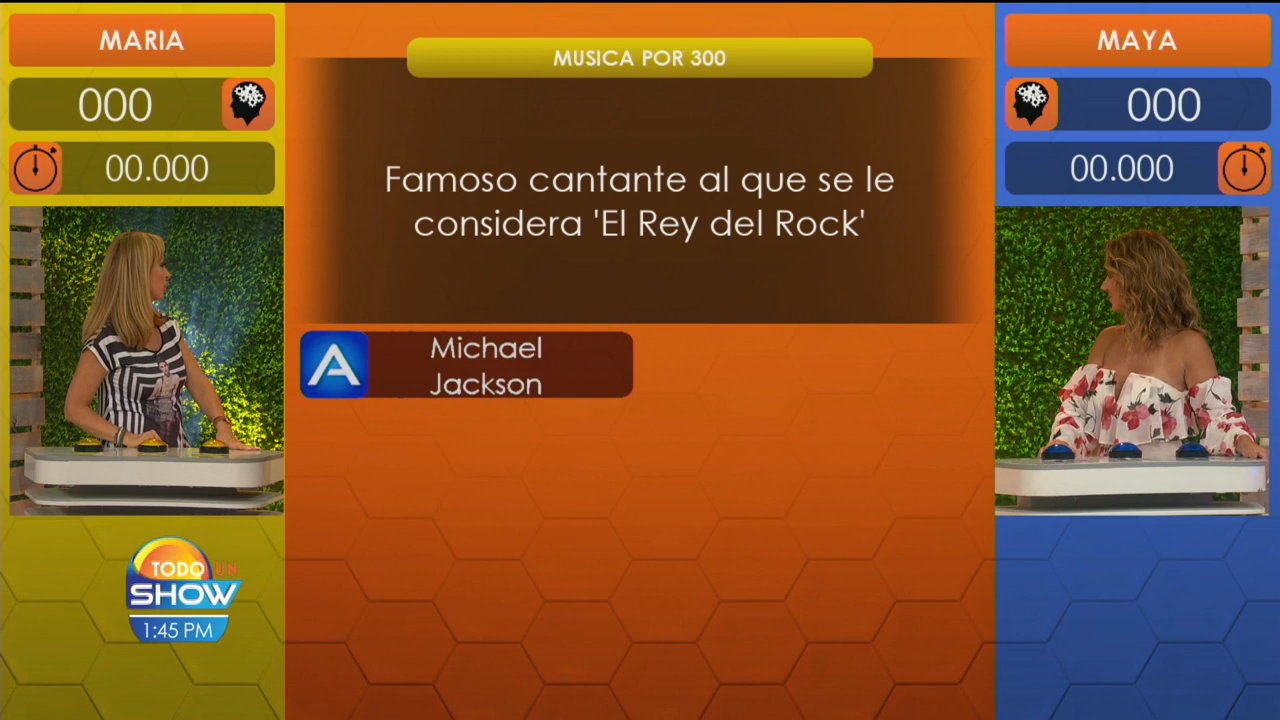 MARIA
000
00.000
MUSICA POR 300
Famoso cantante al que se le
considera 'El Rey del Rock'
A
Michael
Jackson
MAYA
000
00.000
TODO UN
SHOW
1:45 PM